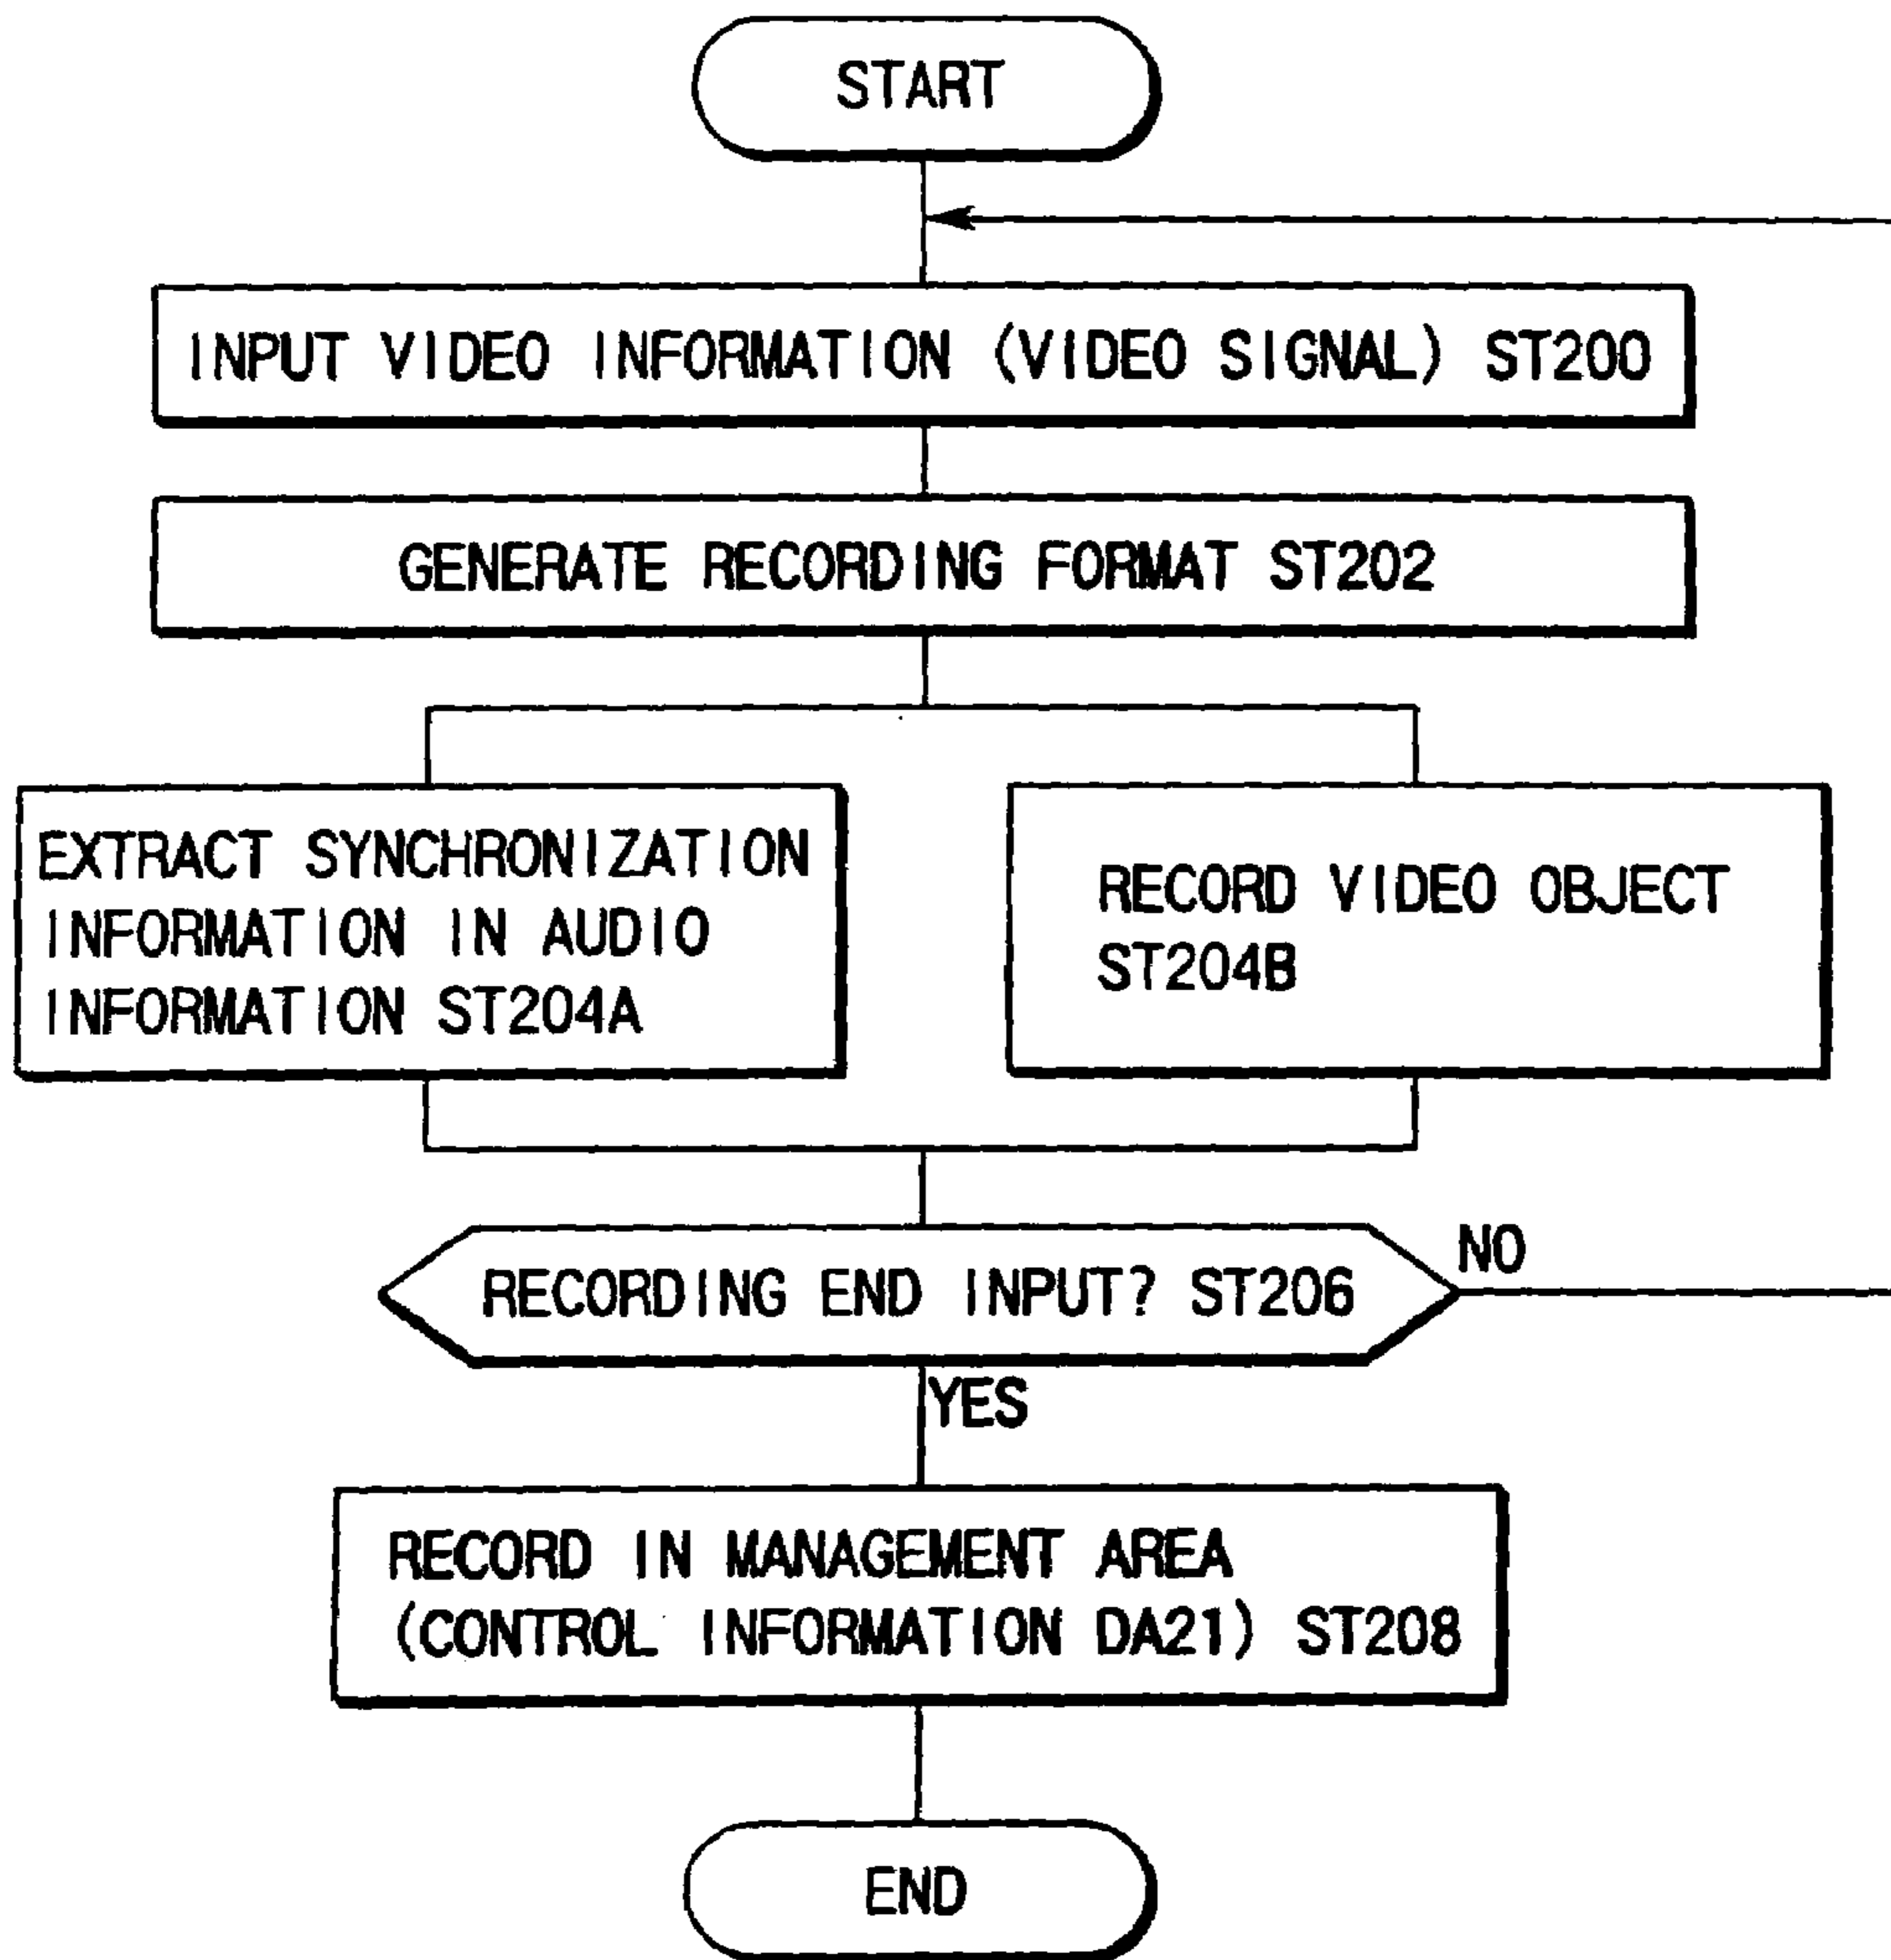 START
INPUT VIDEO INFORMATION (VIDEO SIGNAL) ST200
GENERATE RECORDING FORMAT ST202
EXTRACT SYNCHRONIZATION
INFORMATION IN AUDIO
INFORMATION ST204A
RECORD VIDEO OBJECT
ST204B
RECORDING END INPUT? ST206
NO
YES
RECORD IN MANAGEMENT AREA
(CONTROL INFORMATION DA21) ST208
END